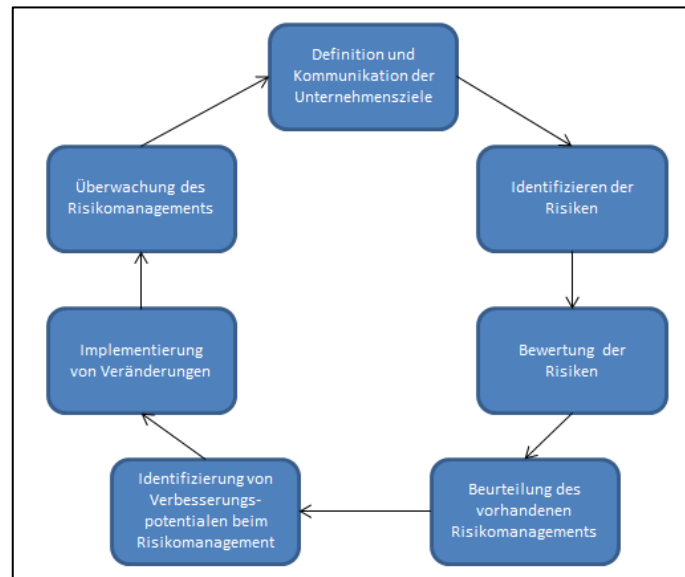 Definition und
Kommunikation der
Unternehmensziele
Identifizieren der
Risiken
Bewertung der
Risiken
Beurteilung des
vorhandenen
Risikomanagements
Identifizierung von
Verbesserungs-
potentialen beim
Risikomanagement
Implementierung
von Veränderungen
Überwachung des
Risikomanagements